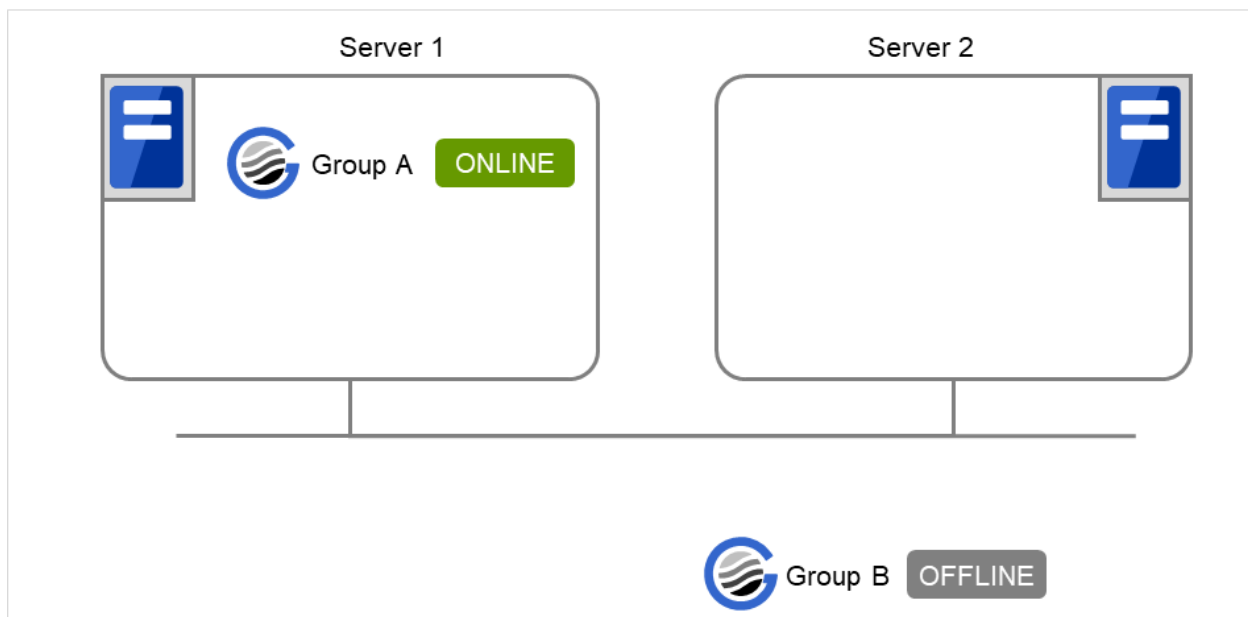 Server 1
Server 2
Group A
ONLINE
Group B
OFFLINE